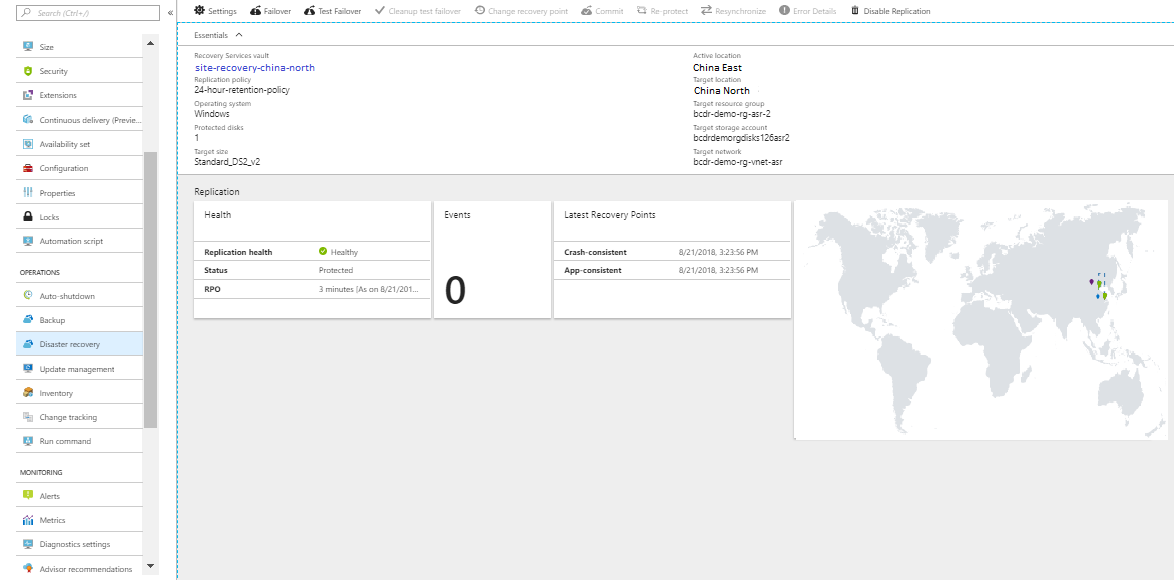 Search (Ctrl+/)
«
Size
Security
Extensions
Continuous delivery (Previe...
Availability set
Configuration
Properties
Locks
Automation script
OPERATIONS
Auto-shutdown
Backup
Disaster recovery
Update management
Inventory
Change tracking
Run command
MONITORING
Alerts
Metrics
Diagnostics settings
Advisor recommendations
Settings Failover Test Failover Cleanup test failover Change recovery point Commit Re-protect Resynchronize Error Details Disable Replication
Essentials
Recovery Services vault
site-recovery-china-north
Replication policy
24-hour-retention-policy
Operating system
Windows
Protected disks
1
Target size
Standard_DS2_v2
Active location
China East
Target location
China North
Target resource group
bcdr-demo-rg-asr-2
Target storage account
bcdrdemorgdisks126asr2
Target network
bcdr-demo-rg-vnet-asr
Replication
Health
Replication health Healthy
Status Protected
RPO 3 minutes [As on 8/21/201...
Events
0
Latest Recovery Points
Crash-consistent 8/21/2018, 3:23:56 PM
App-consistent 8/21/2018, 3:23:56 PM